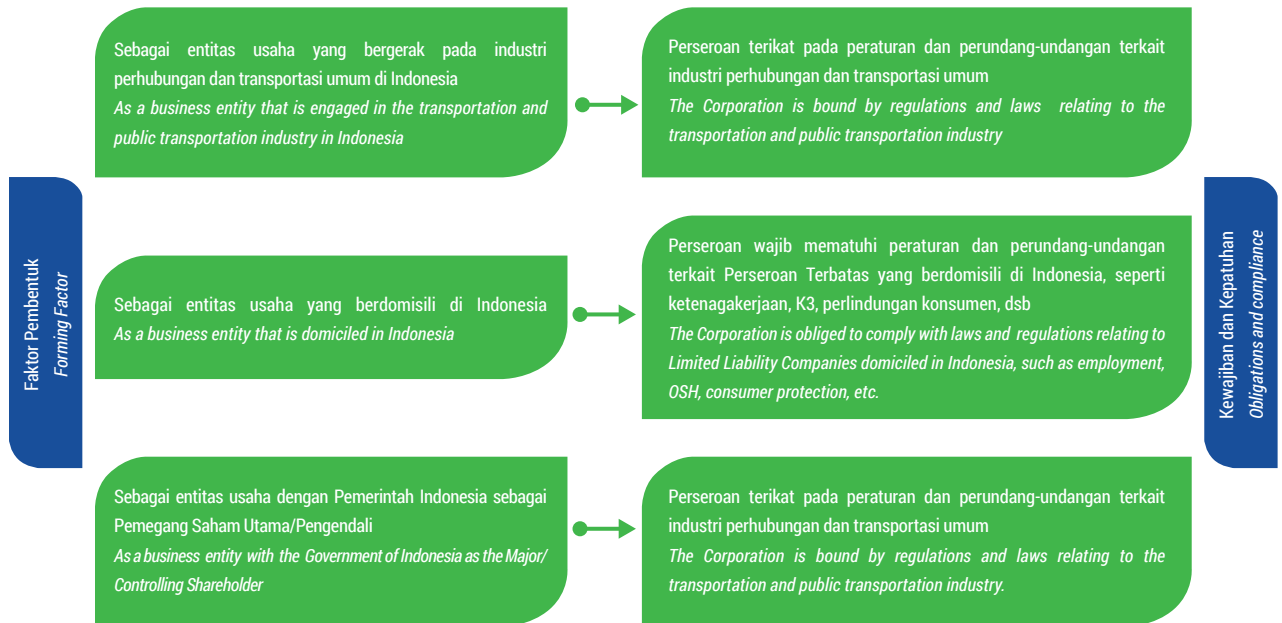 Faktor Pembentuk
Forming Factor
Sebagai entitas usaha yang bergerak pada industri
perhubungan dan transportasi umum di Indonesia
As a business entity that is engaged in the transportation and
public transportation industry in Indonesia
Perseroan terikat pada peraturan dan perundang-undangan terkait
industri perhubungan dan transportasi umum
The Corporation is bound by regulations and laws relating to the
transportation and public transportation industry
Sebagai entitas usaha yang berdomisili di Indonesia
As a business entity that is domiciled in Indonesia
Perseroan wajib mematuhi peraturan dan perundang-undangan
terkait Perseroan Terbatas yang berdomisili di Indonesia, seperti
ketenagakerjaan, K3, perlindungan konsumen, dsb
The Corporation is obliged to comply with laws and regulations relating to
Limited Liability Companies domiciled in Indonesia, such as employment,
OSH, consumer protection, etc.
Sebagai entitas usaha dengan Pemerintah Indonesia sebagai
Pemegang Saham Utama/Pengendali
As a business entity with the Government of Indonesia as the Major/
Controlling Shareholder
Perseroan terikat pada peraturan dan perundang-undangan terkait
industri perhubungan dan transportasi umum
The Corporation is bound by regulations and laws relating to the
transportation and public transportation industry.
Kewajiban dan Kepatuhan
Obligations and compliance